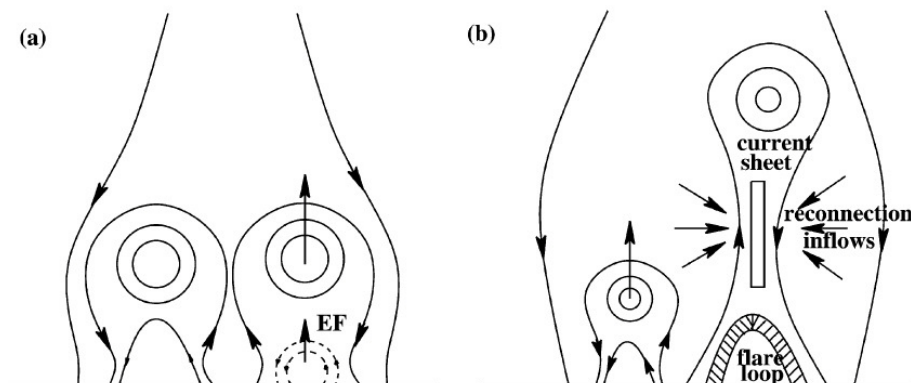 (a)
EF
(b)
current
sheet
reconnection
inflows
flare
loop